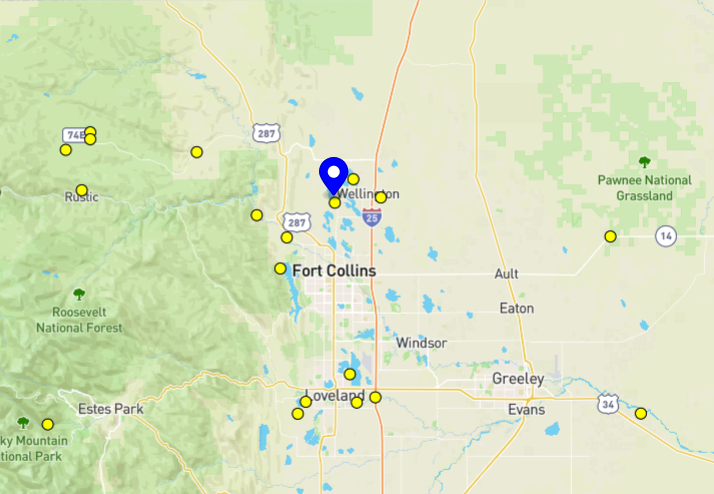 287
74E
Pawnee National
Grassland
Rustic
Wellington
287
25
14
Fort Collins
Ault
Roosevelt
National Forest
Eaton
Windsor
Greeley
Loveland
34
Estes Park
Evans
ky Mountain
tional Park